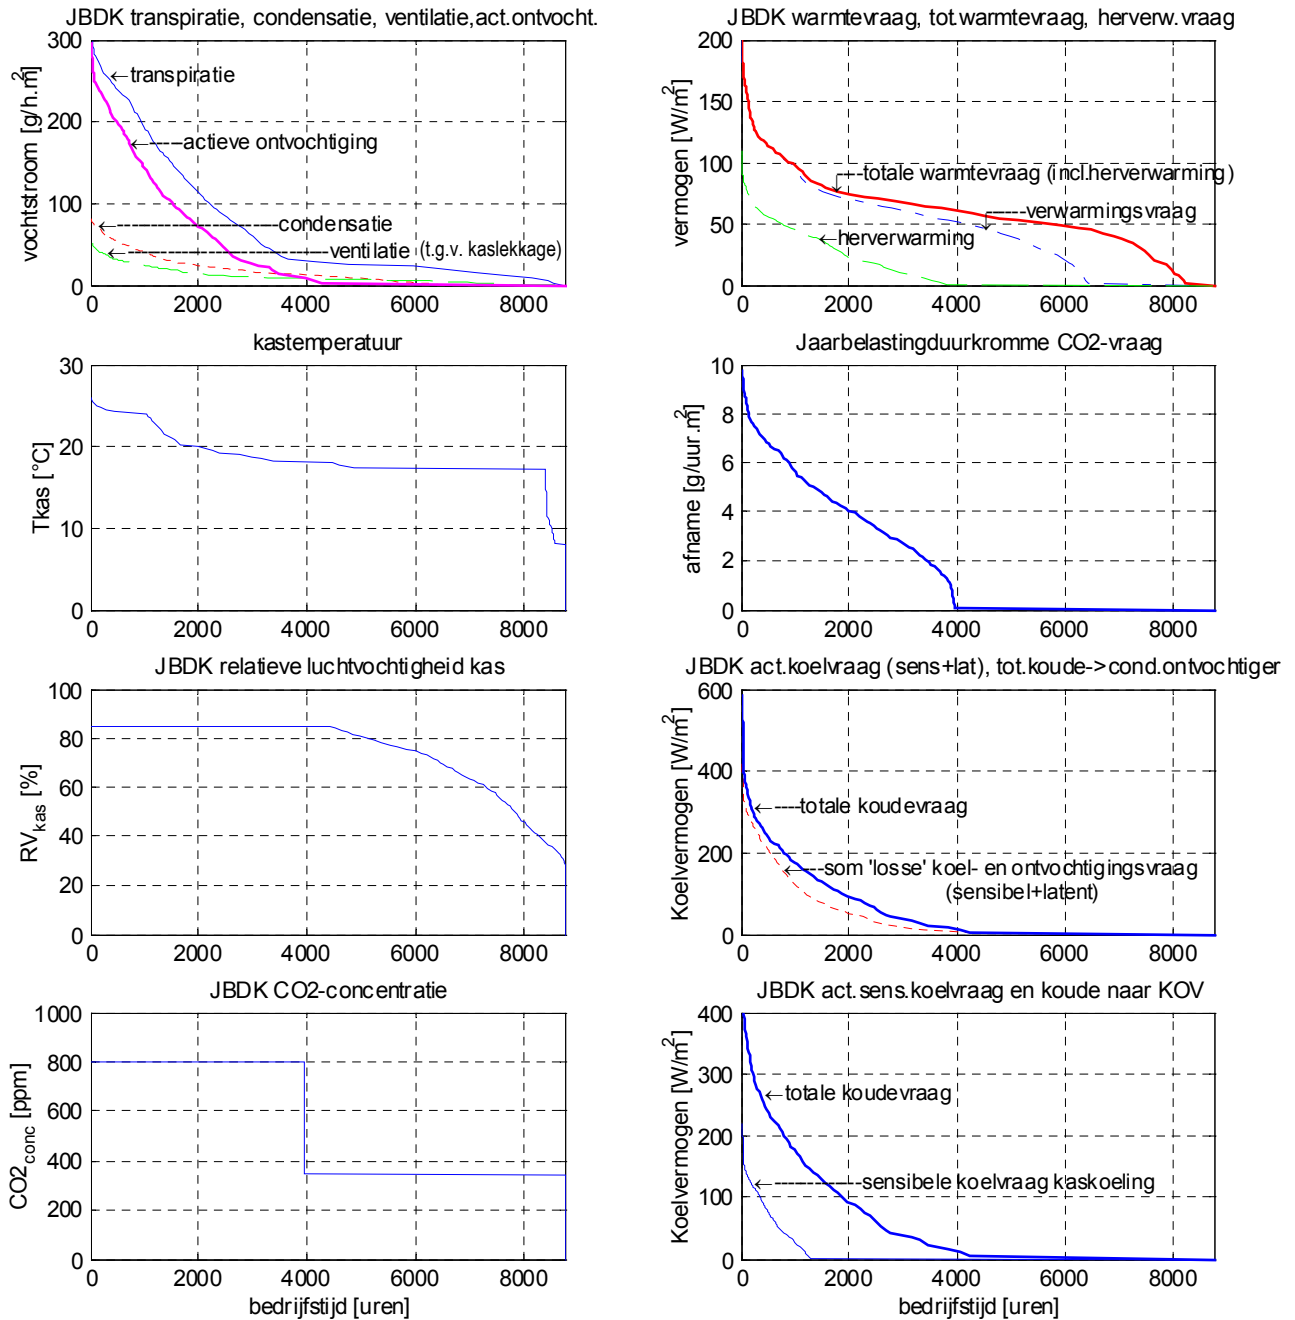 JBDK transpiratie, condensatie, ventilatie,act.ontvocht.
vochtstroom [g/h.m²]
300
200
100
0
0 2000 4000 6000 8000
transpiratie
actieve ontvochtiging
condensatie
ventilatie (t.g.v. kaslekkage)
JBDK warmtevraag, tot.warmtevraag, herverw.vraag
vermogen [W/m²]
200
150
100
50
0
0 2000 4000 6000 8000
totale warmtevraag (incl.herverwarming)
verwarmingsvraag
herverwarming
kastemperatuur
Tkas [°C]
30
20
10
0
0 2000 4000 6000 8000
Jaarbelastingduurkromme CO2-vraag
afname [g/uur.m²]
10
8
6
4
2
0
0 2000 4000 6000 8000
JBDK relatieve luchtvochtigheid kas
RVkas [%]
100
80
60
40
20
0
0 2000 4000 6000 8000
JBDK act.koelvraag (sens+lat), tot.koude->cond.ontvochtiger
Koelvermogen [W/m²]
600
400
200
0
0 2000 4000 6000 8000
totale koudevraag
som 'losse' koel- en ontvochtigingsvraag
(sensibel+latent)
JBDK CO2-concentratie
CO2conc [ppm]
1000
800
600
400
200
0
0 2000 4000 6000 8000
bedrijfstijd [uren]
JBDK act.sens.koelvraag en koude naar KOV
Koelvermogen [W/m²]
400
300
200
100
0
0 2000 4000 6000 8000
totale koudevraag
sensibele koelvraag kaskoeling
bedrijfstijd [uren]